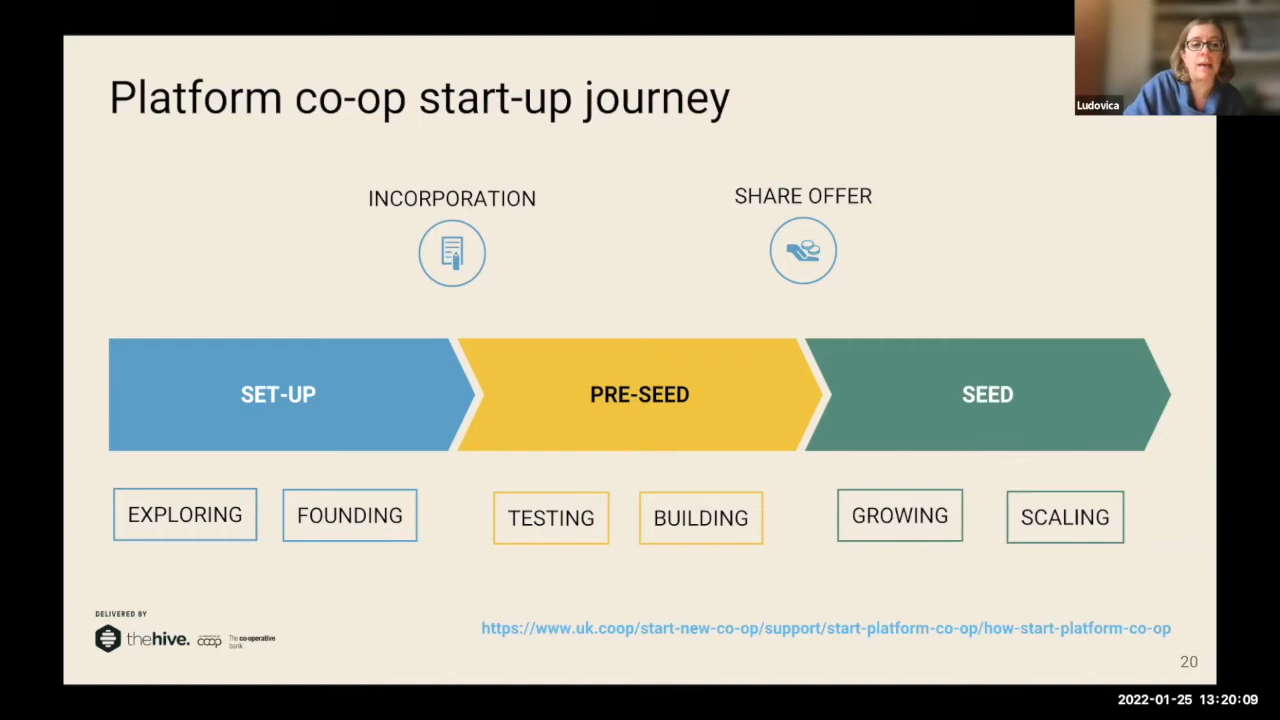 Platform co-op start-up journey
Ludovica
INCORPORATION
SHARE OFFER
SET-UP
PRE-SEED
SEED
EXPLORING
FOUNDING
TESTING
BUILDING
GROWING
SCALING
DELIVERED BY
thehive.
coop
The co-operative
bank.
https://www.uk.coop/start-new-co-op/support/start-platform-co-op/how-start-platform-co-op
20
2022-01-25 13:20:09